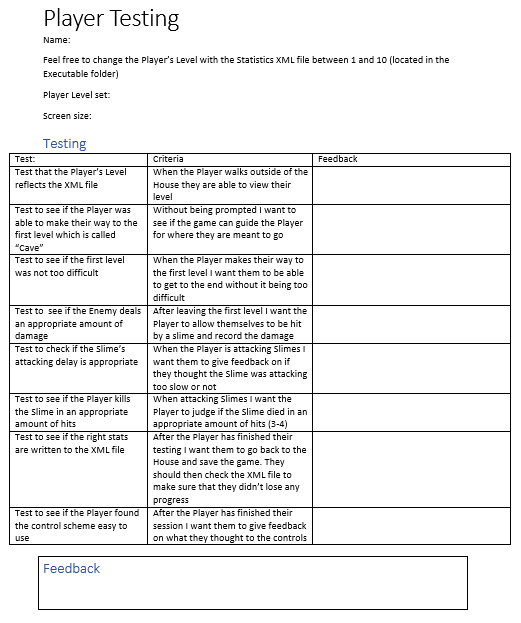 Player Testing
Name:
Feel free to change the Player's Level with the Statistics XML file between 1 and 10 (located in the
Executable folder)
Player Level set:
Screen size:
Testing
Test:
Criteria
Feedback
Test that the Player's Level
reflects the XML file
When the Player walks outside of the
House they are able to view their
level
Test to see if the Player was
able to make their way to the
first level which is called
"Cave"
Without being prompted I want to
see if the game can guide the Player
for where they are meant to go
Test to see if the first level
was not too difficult
When the Player makes their way to
the first level I want them to be able
to get to the end without it being too
difficult
Test to see if the Enemy deals
an appropriate amount of
damage
After leaving the first level I want the
Player to allow themselves to be hit
by a slime and record the damage
Test to check if the Slime's
attacking delay is appropriate
When the Player is attacking Slimes I
want them to give feedback on if
they thought the Slime was attacking
too slow or not
Test to see if the Player kills
the Slime in an appropriate
amount of hits
When attacking Slimes I want the
Player to judge if the Slime died in an
appropriate amount of hits (3-4)
Test to see if the right stats
are written to the XML file
After the Player has finished their
testing I want them to go back to the
House and save the game. They
should then check the XML file to
make sure that they didn't lose any
progress
Test to see if the Player found
the control scheme easy to
use
After the Player has finished their
session I want them to give feedback
on what they thought to the controls
Feedback